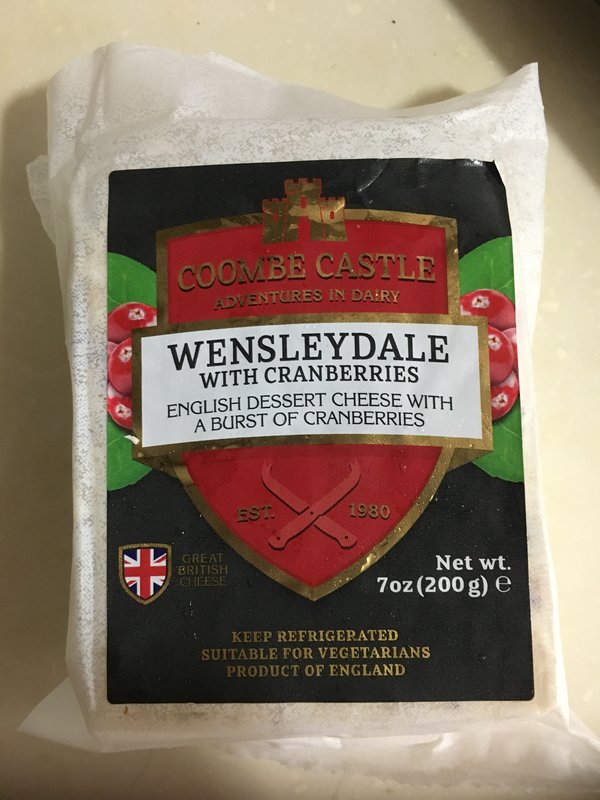 COOMBE CASTLE
ADVENTURES IN DAIRY
WENSLEYDALE
WITH CRANBERRIES
ENGLISH DESSERT CHEESE WITH
A BURST OF CRANBERRIES
EST. 1980
GREAT
BRITISH
CHEESE
Net wt.
7oz (200 g) ℮
KEEP REFRIGERATED
SUITABLE FOR VEGETARIANS
PRODUCT OF ENGLAND